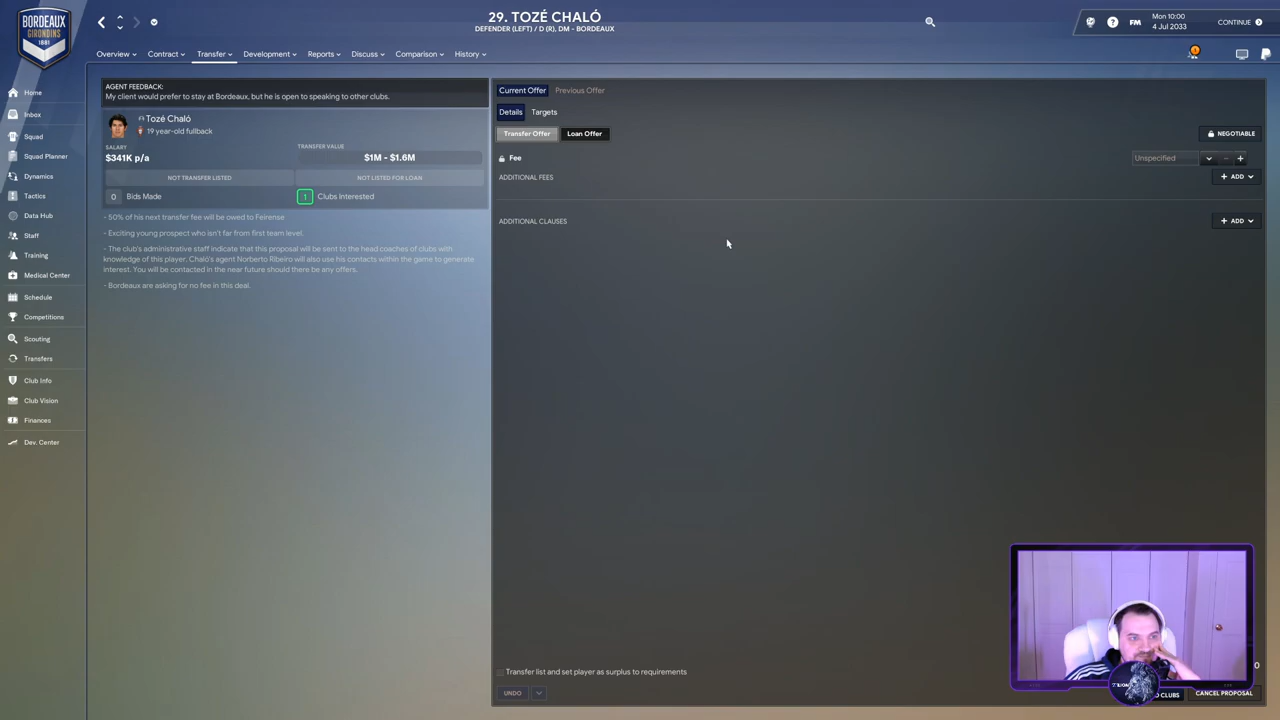 BORDEAUX
GIRONDINS
1881
29. TOZÉ CHALÓ
DEFENDER (LEFT) / D (R), DM - BORDEAUX
FM
Mon 10:00
4 Jul 2033
CONTINUE
Overview
Contract
Transfer
Development
Reports
Discuss
Comparison
History
Home
Inbox
Squad
Squad Planner
Dynamics
Tactics
Data Hub
Staff
Training
Medical Center
Schedule
Competitions
Scouting
Transfers
Club Info
Club Vision
Finances
Dev. Center
AGENT FEEDBACK:
My client would prefer to stay at Bordeaux, but he is open to speaking to other clubs.
Tozé Chaló
19 year-old fullback
SALARY
$341K p/a
TRANSFER VALUE
$1M - $1.6M
NOT TRANSFER LISTED
NOT LISTED FOR LOAN
0 Bids Made
1 Clubs Interested
- 50% of his next transfer fee will be owed to Feirense
- Exciting young prospect who isn't far from first team level.
- The club's administrative staff indicate that this proposal will be sent to the head coaches of clubs with
knowledge of this player. Chaló's agent Norberto Ribeiro will also use his contacts within the game to generate
interest. You will be contacted in the near future should there be any offers.
- Bordeaux are asking for no fee in this deal.
Current Offer
Previous Offer
Details
Targets
Transfer Offer
Loan Offer
NEGOTIABLE
Fee
Unspecified
ADDITIONAL FEES
ADD
ADDITIONAL CLAUSES
ADD
Transfer list and set player as surplus to requirements
UNDO
CLUBS
CANCEL PROPOSAL